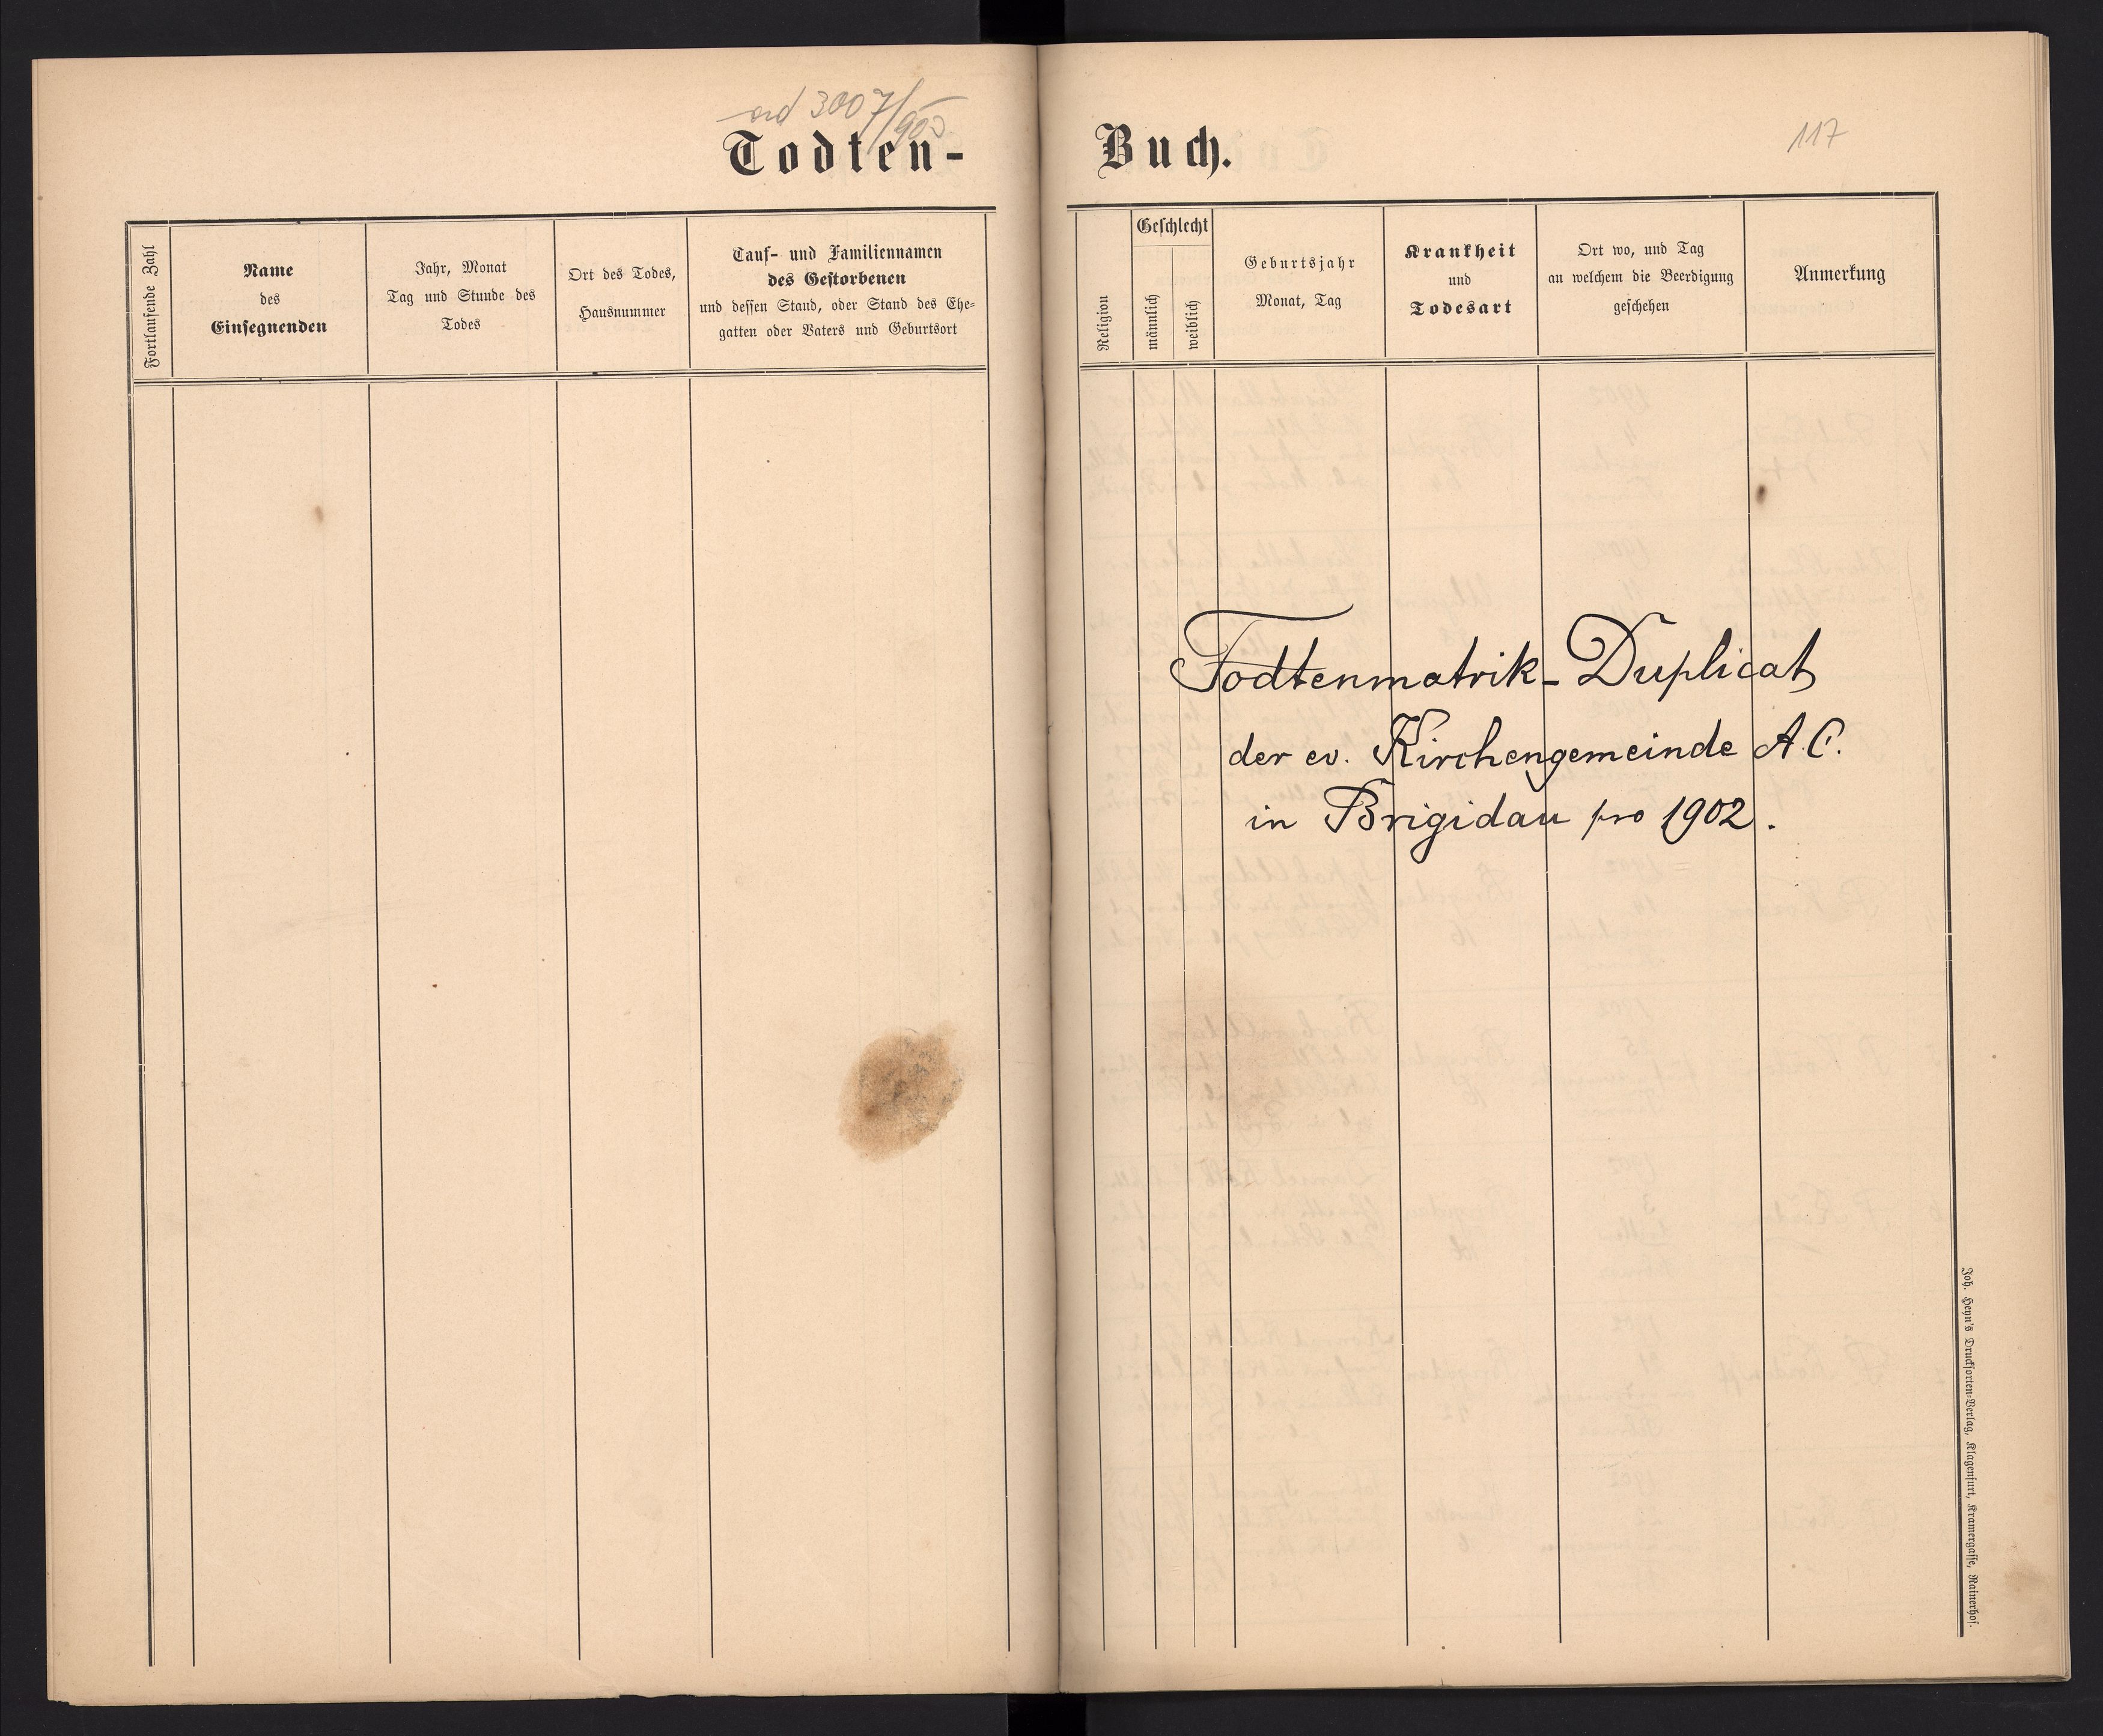 ad 3007/903
117
Todten-Buch.
Fortlaufende Zahl
Name
des
Einsegnenden
Jahr, Monat
Tag und Stunde des
Todes
Ort des Todes,
Hausnummer
Tauf- und Familiennamen
des Gestorbenen
und dessen Stand, oder Stand des Ehe-
gatten oder Vaters und Geburtsort
Religion
Geschlecht
männlich
weiblich
Geburtsjahr
Monat, Tag
Krankheit
und
Todesart
Ort wo, und Tag
an welchem die Beerdigung
geschehen
Anmerkung
Todtenmatrik-Duplicat
der ev. Kirchengemeinde A.C.
in Brigidau pro 1902.
Joh. Heyn's Drucksorten-Verlag, Klagenfurt, Kramergasse, Rainerhof.